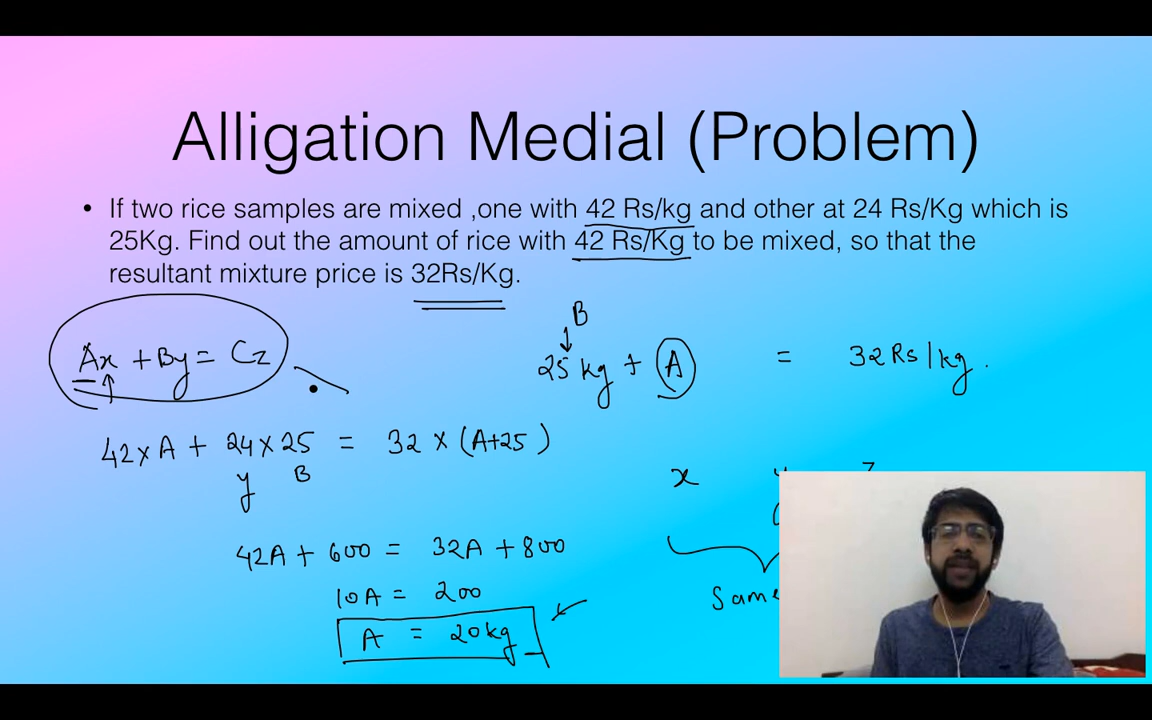 Alligation Medial (Problem)
• If two rice samples are mixed ,one with 42 Rs/kg and other at 24 Rs/Kg which is
25Kg. Find out the amount of rice with 42 Rs/Kg to be mixed, so that the
resultant mixture price is 32Rs/Kg.
B
Ax + By = Cz
25 kg + A = 32 Rs/kg.
42 x A + 24 x 25 = 32 x (A+25)
y B
x
42A + 600 = 32A + 800
10A = 200
Same
A = 20kg